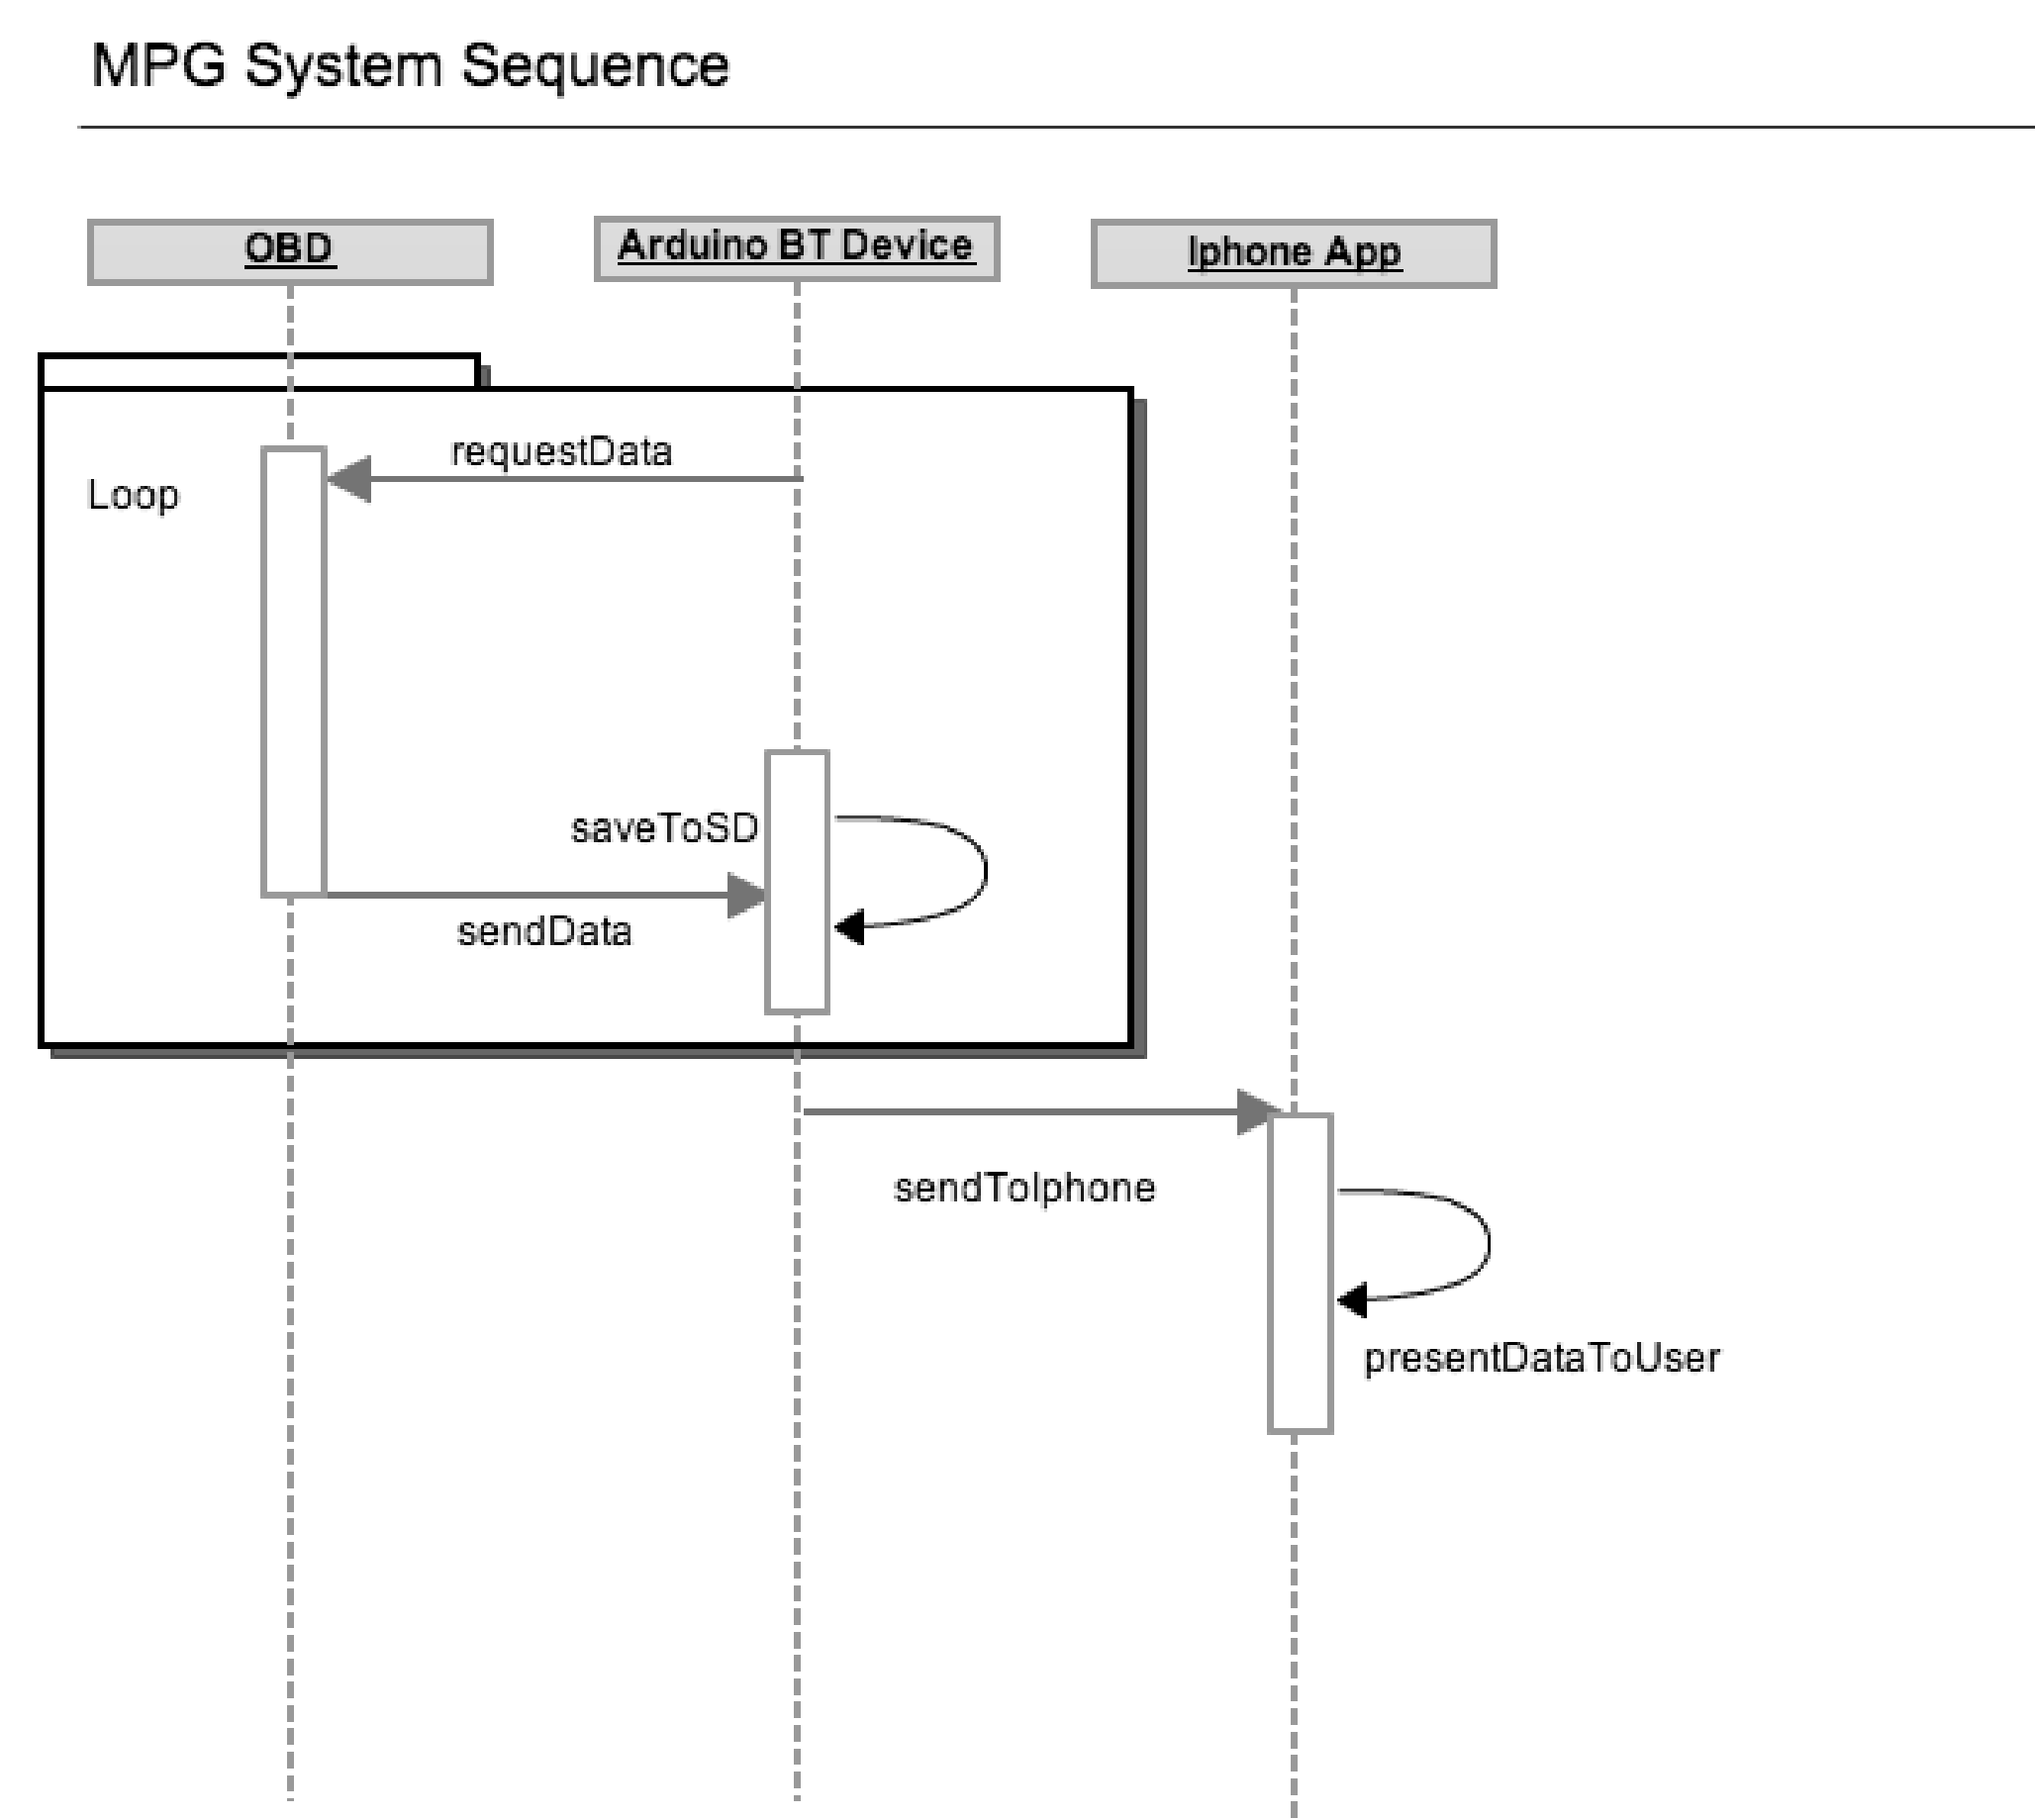 MPG System Sequence
OBD
Arduino BT Device
Iphone App
requestData
Loop
saveToSD
sendData
sendToIphone
presentDataToUser